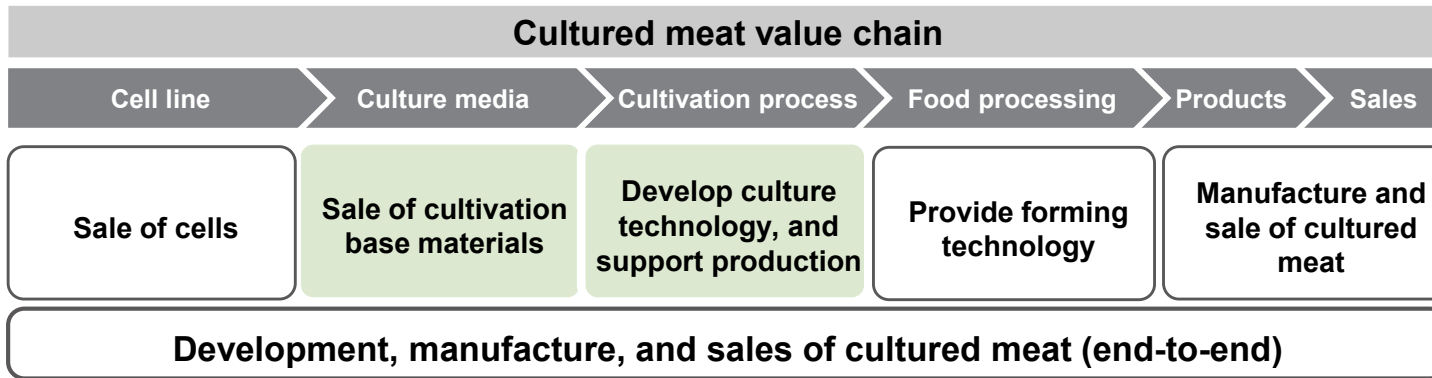 Cultured meat value chain
Cell line
Culture media
Cultivation process
Food processing
Products
Sales
Sale of cells
Sale of cultivation
base materials
Develop culture
technology, and
support production
Provide forming
technology
Manufacture and
sale of cultured
meat
Development, manufacture, and sales of cultured meat (end-to-end)